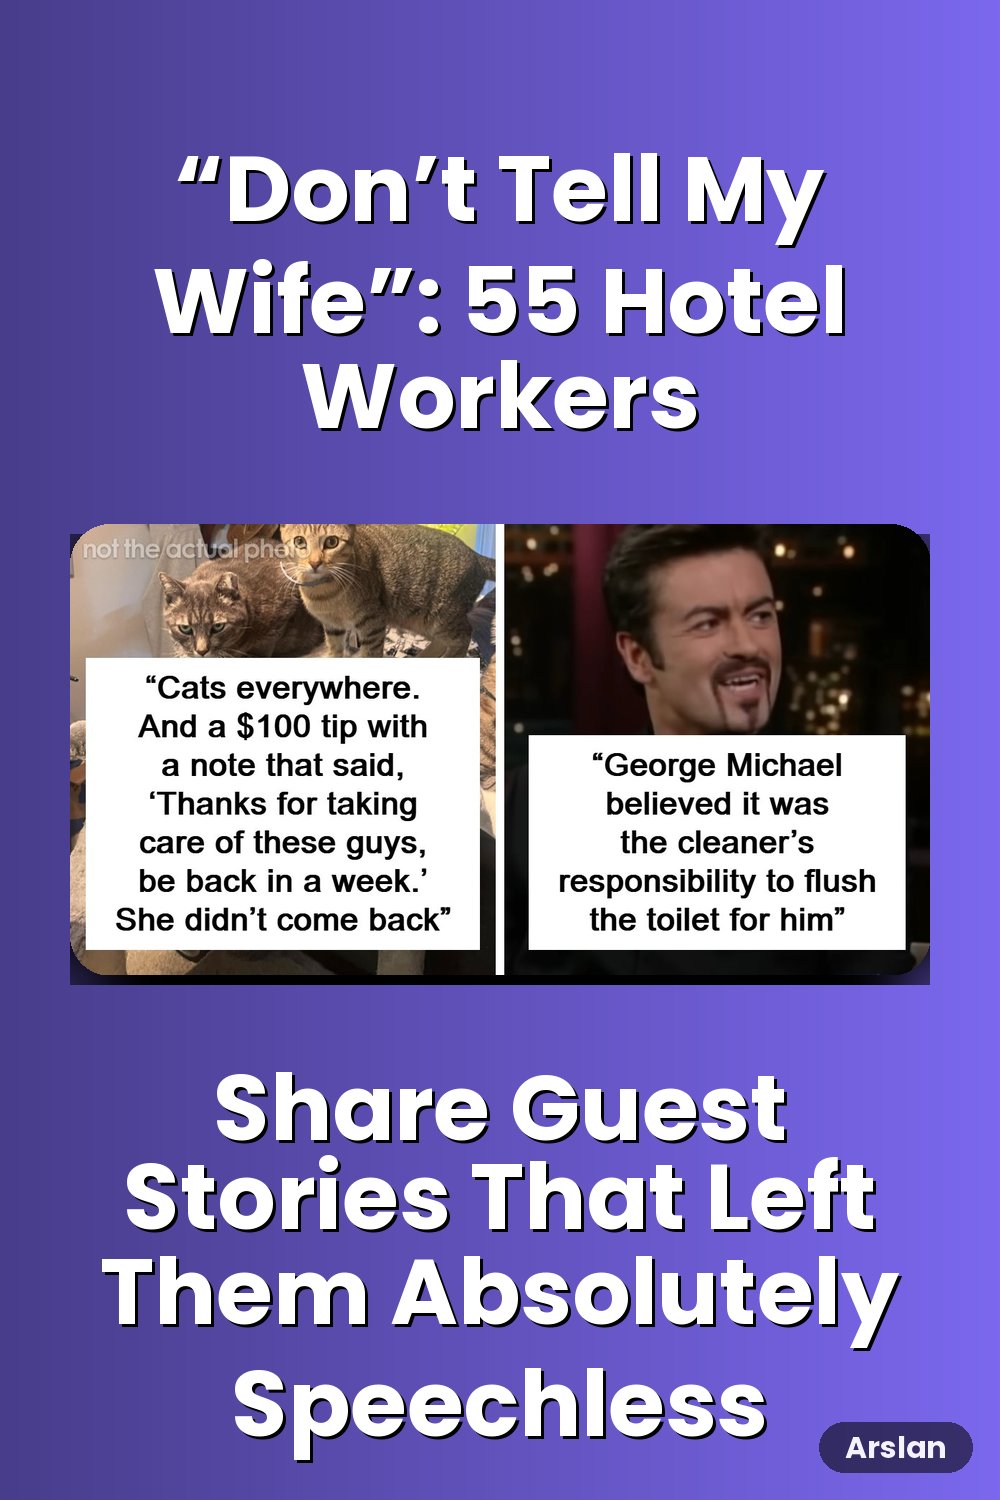 “Don’t Tell My
Wife”: 55 Hotel
Workers
not the actual photo
“Cats everywhere.
And a $100 tip with
a note that said,
‘Thanks for taking
care of these guys,
be back in a week.’
She didn’t come back”
“George Michael
believed it was
the cleaner’s
responsibility to flush
the toilet for him”
Share Guest
Stories That Left
Them Absolutely
Speechless
Arslan